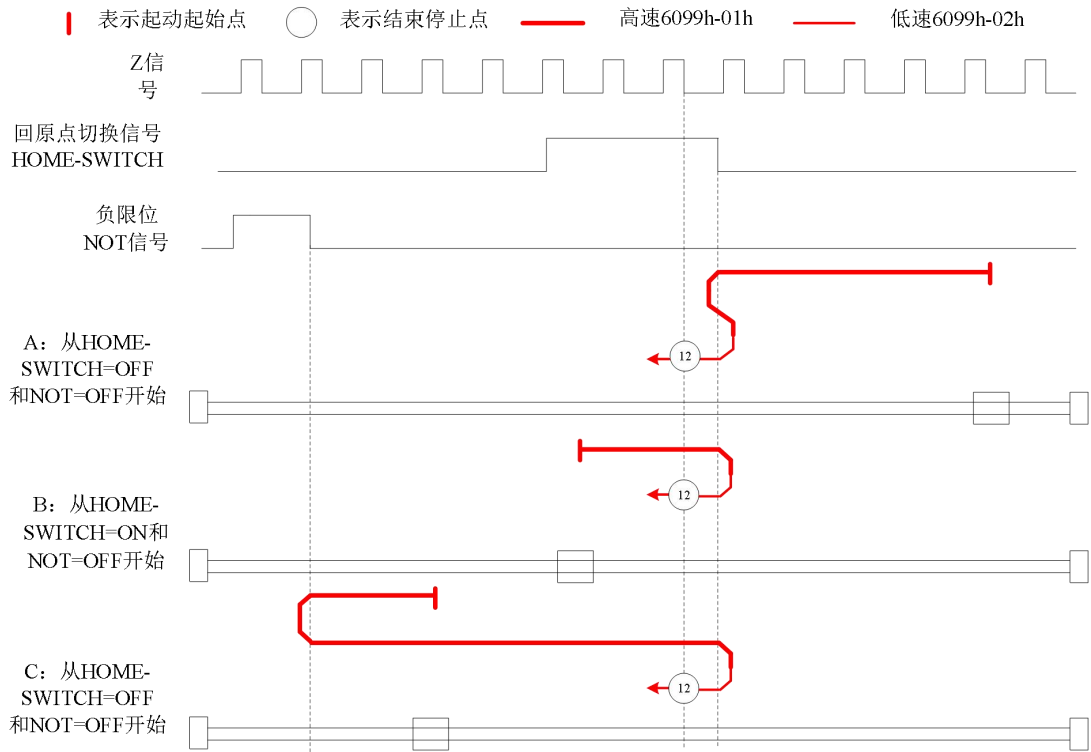 表示起动起始点
表示结束停止点
高速6099h-01h
低速6099h-02h
Z信
号
回原点切换信号
HOME-SWITCH
负限位
NOT信号
A：从HOME-
SWITCH=OFF
和NOT=OFF开始
12
B：从HOME-
SWITCH=ON和
NOT=OFF开始
12
C：从HOME-
SWITCH=OFF
和NOT=OFF开始
12